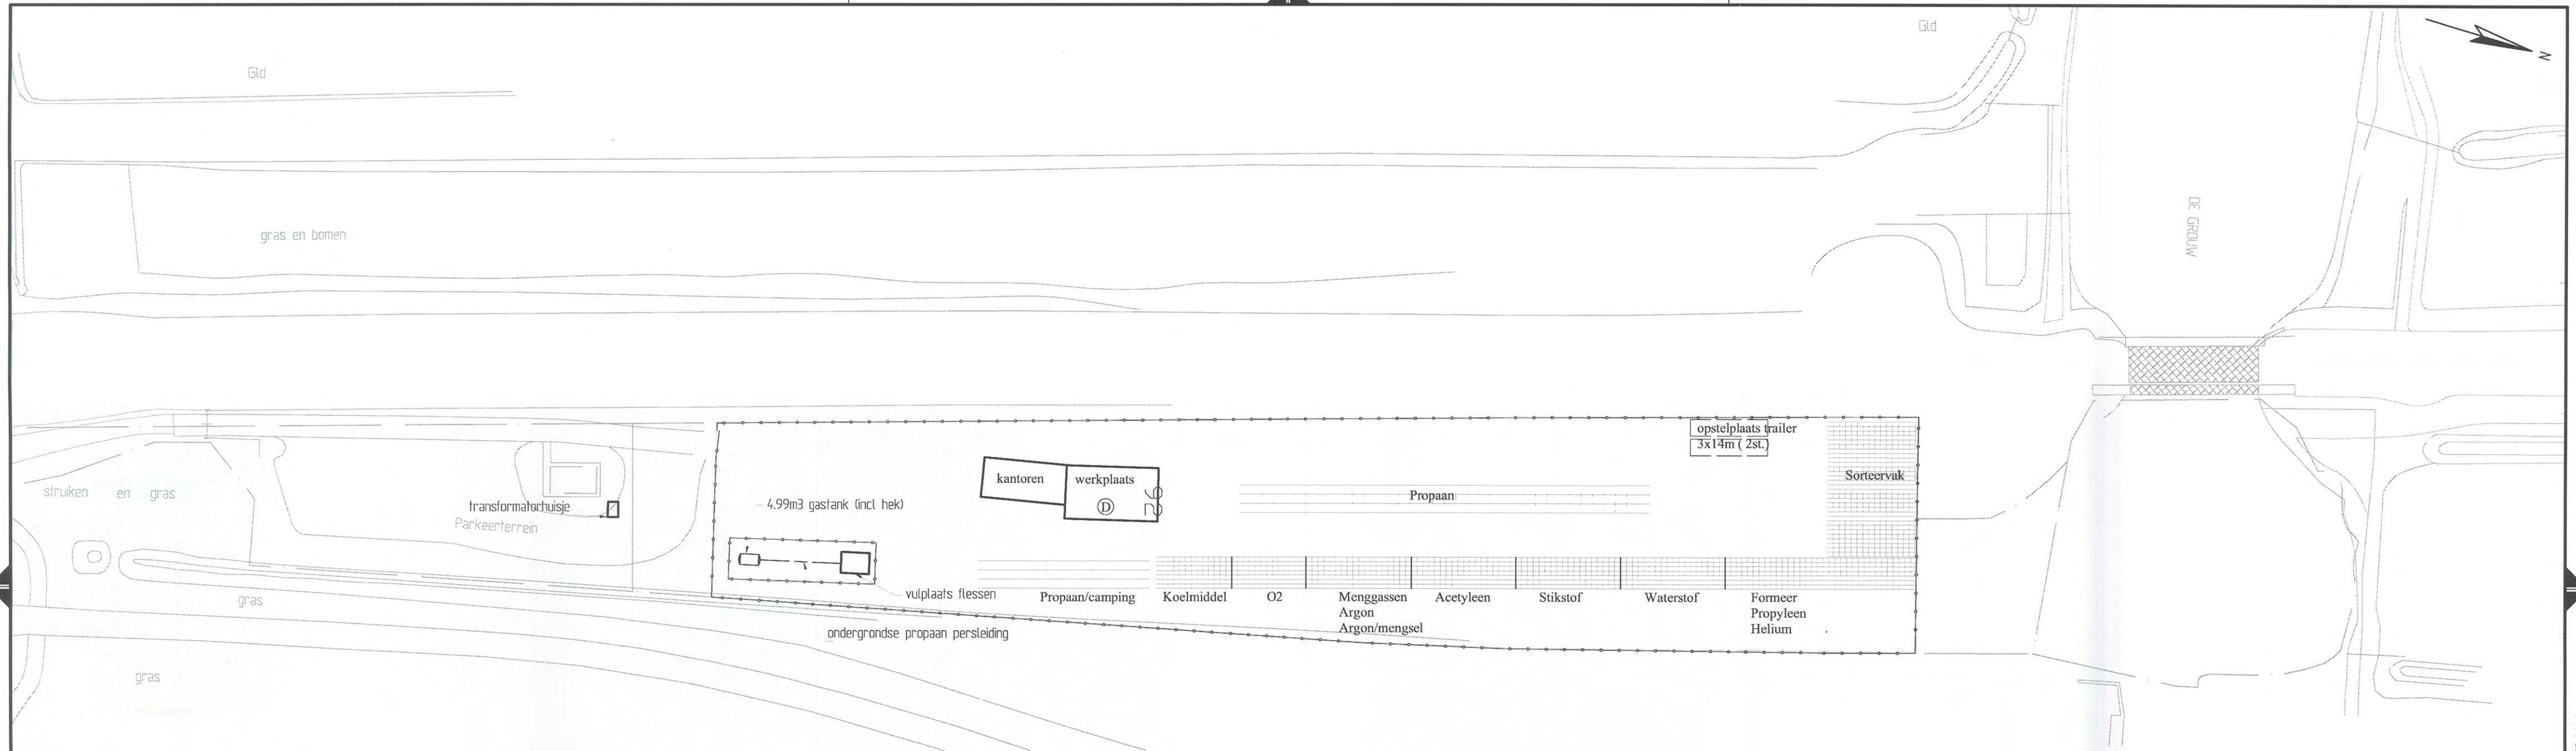 Gld
Gld
N
gras en bomen
DE GROUW
opstelplaats trailer
3x14m ( 2st.)
Sorteervak
kantoren
werkplaats
D
26
Propaan
4.99m3 gastank (incl hek)
struiken en gras
transformatorhuisje
Parkeerterrein
vulplaats flessen
Propaan/camping
Koelmiddel
O2
Menggassen
Argon
Argon/mengsel
Acetyleen
Stikstof
Waterstof
Formeer
Propyleen
Helium
gras
ondergrondse propaan persleiding
gras